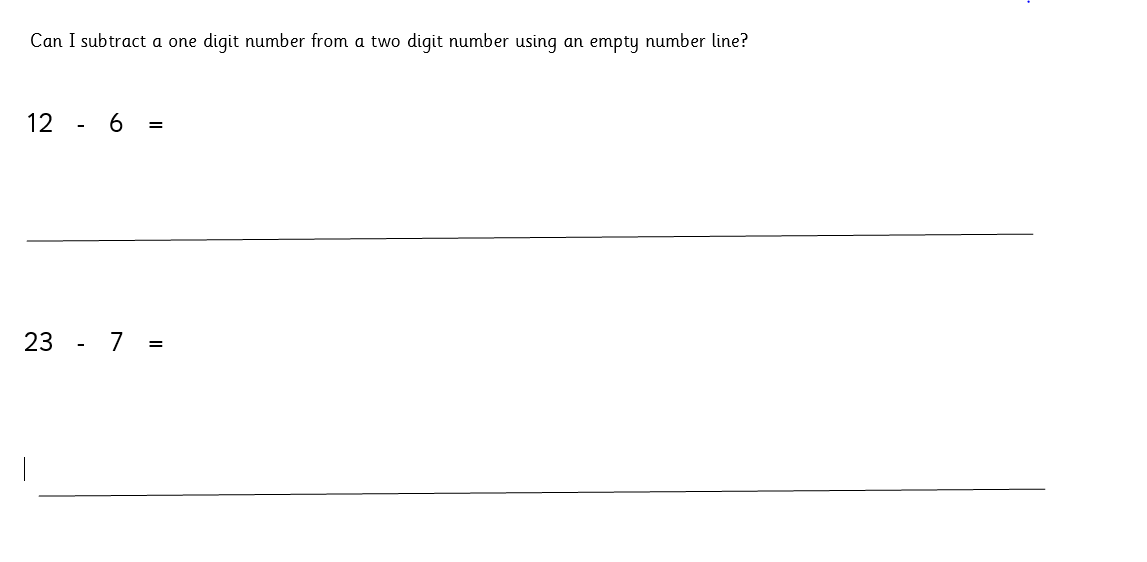 Can I subtract a one digit number from a two digit number using an empty number line?
12 - 6 =
23 - 7 =